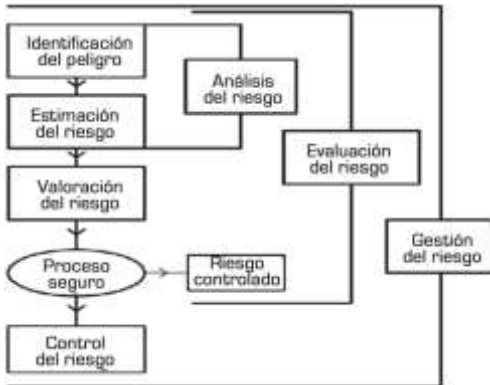 Identificación
del peligro
Análisis
del riesgo
Estimación
del riesgo
Evaluación
del riesgo
Valoración
del riesgo
Gestión
del riesgo
Proceso
seguro
Riesgo
controlado
Control
del riesgo